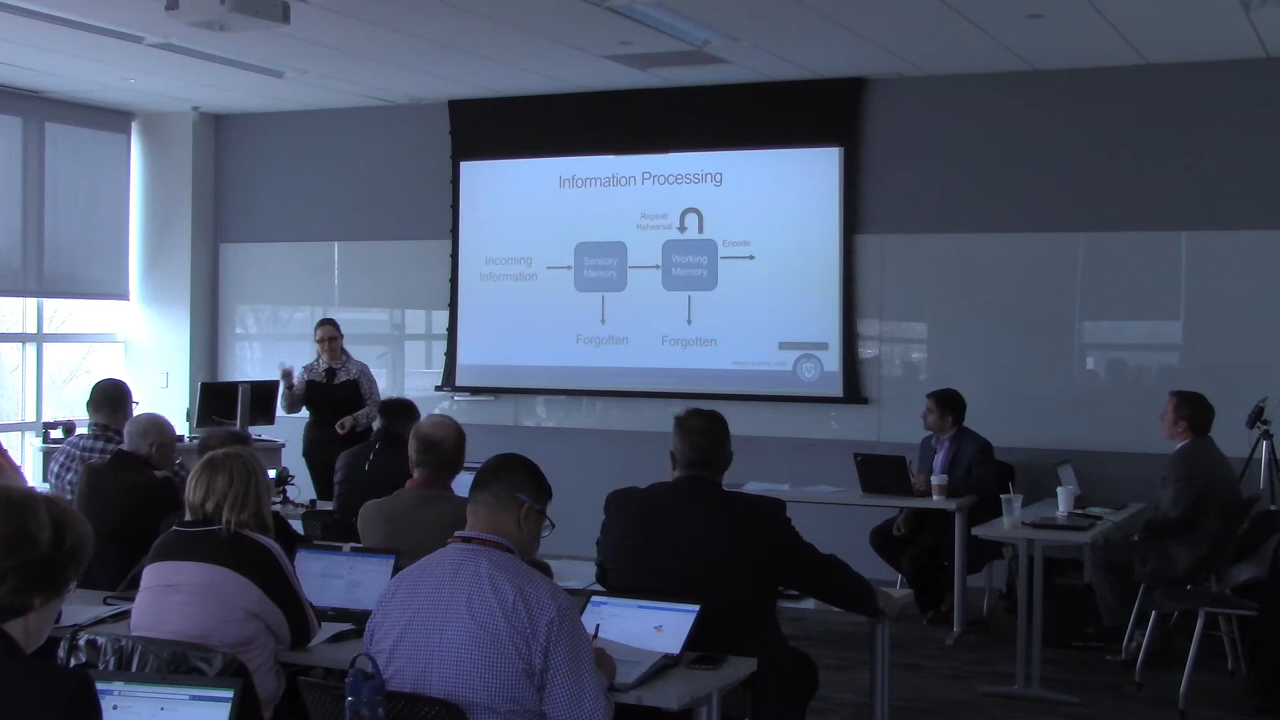 Information Processing
Repeat/
Rehearsal
Encode
Incoming
Information
Sensory
Memory
Working
Memory
Forgotten
Forgotten